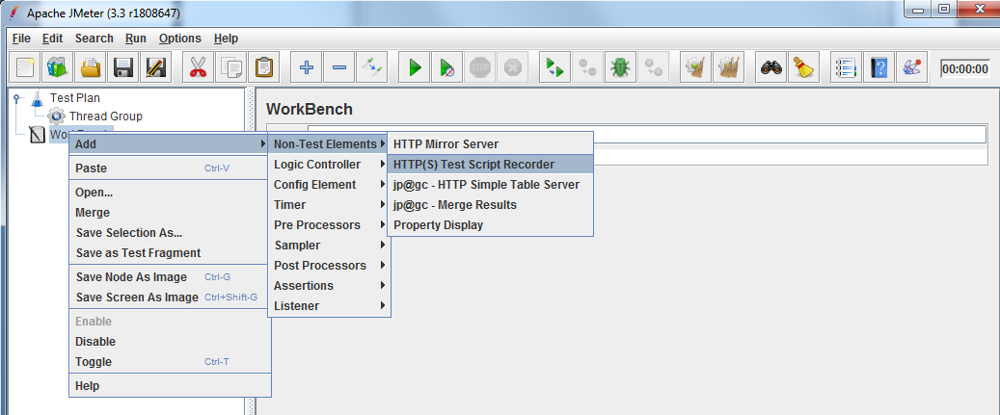 Apache JMeter (3.3 r1808647)
File Edit Search Run Options Help
STOP
00:00:00
Test Plan
Thread Group
WorkBench
Add
Paste Ctrl-V
Open...
Merge
Save Selection As...
Save as Test Fragment
Save Node As Image Ctrl-G
Save Screen As Image Ctrl+Shift-G
Enable
Disable
Toggle Ctrl-T
Help
Non-Test Elements
Logic Controller
Config Element
Timer
Pre Processors
Sampler
Post Processors
Assertions
Listener
HTTP Mirror Server
HTTP(S) Test Script Recorder
jp@gc - HTTP Simple Table Server
jp@gc - Merge Results
Property Display